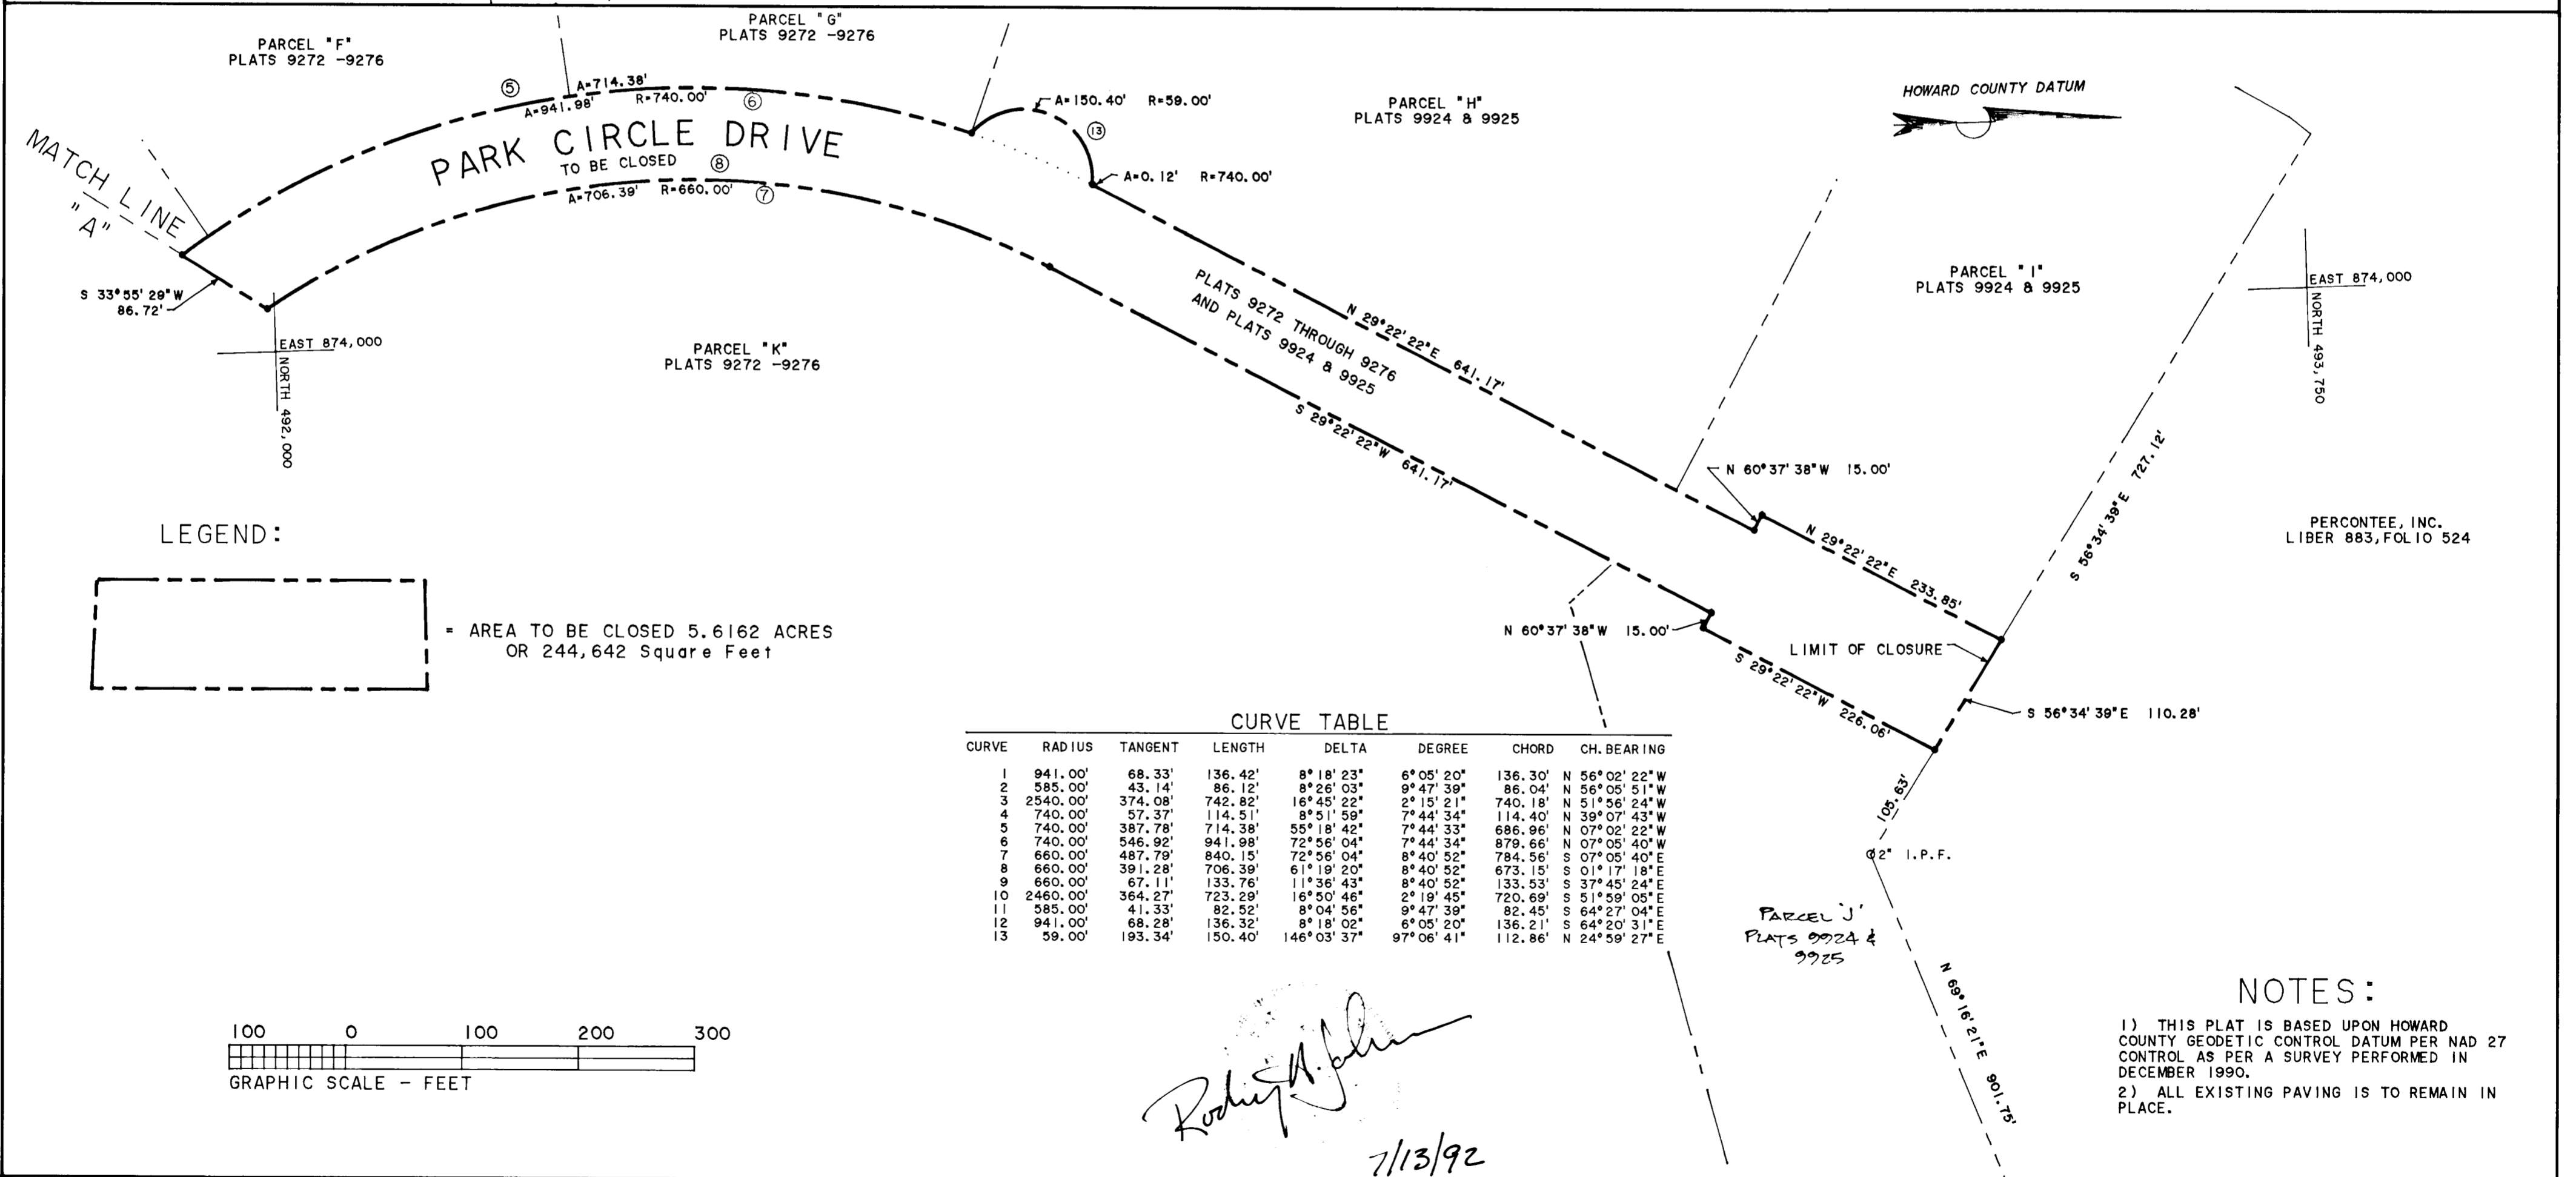 PARCEL "F"
PLATS 9272 -9276
PARCEL "G"
PLATS 9272 -9276
5
A=714.38'
A=941.98'
R=740.00'
6
PARK CIRCLE DRIVE
TO BE CLOSED
8
A=706.39' R=660.00'
7
MATCH LINE
"A"
S 33°55'29"W
86.72'
EAST 874,000
NORTH 492,000
PARCEL "K"
PLATS 9272 -9276
A=150.40' R=59.00'
13
A=0.12' R=740.00'
PARCEL "H"
PLATS 9924 & 9925
HOWARD COUNTY DATUM
PARCEL "I"
PLATS 9924 & 9925
EAST 874,000
NORTH 493,750
PLATS 9272 THROUGH 9276
AND PLATS 9924 & 9925
N 29°22'22"E 641.17'
S 29°22'22"W 641.17'
N 60°37'38"W 15.00'
N 29°22'22"E 233.85'
S 56°34'39"E 727.12'
PERCONTEE, INC.
LIBER 883, FOLIO 524
N 60°37'38"W 15.00'
LIMIT OF CLOSURE
S 29°22'22"W 226.06'
S 56°34'39"E 110.28'
105.63'
2" I.P.F.
PARCEL 'J'
PLATS 9924 &
9925
N 69°16'21"E 901.75'
LEGEND:
= AREA TO BE CLOSED 5.6162 ACRES
OR 244,642 Square Feet
CURVE TABLE
CURVE RADIUS TANGENT LENGTH DELTA DEGREE CHORD CH. BEARING
1 941.00' 68.33' 136.42' 8°18'23" 6°05'20" 136.30' N 56°02'22"W
2 585.00' 43.14' 86.12' 8°26'03" 9°47'39" 86.04' N 56°05'51"W
3 2540.00' 374.08' 742.82' 16°45'22" 2°15'21" 740.18' N 51°56'24"W
4 740.00' 57.37' 114.51' 8°51'59" 7°44'34" 114.40' N 39°07'43"W
5 740.00' 387.78' 714.38' 55°18'42" 7°44'33" 686.96' N 07°02'22"W
6 740.00' 546.92' 941.98' 72°56'04" 7°44'34" 879.66' N 07°05'40"W
7 660.00' 487.79' 840.15' 72°56'04" 8°40'52" 784.56' S 07°05'40"E
8 660.00' 391.28' 706.39' 61°19'20" 8°40'52" 673.15' S 01°17'18"E
9 660.00' 67.11' 133.76' 11°36'43" 8°40'52" 133.53' S 37°45'24"E
10 2460.00' 364.27' 723.29' 16°50'46" 2°19'45" 720.69' S 51°59'05"E
11 585.00' 41.33' 82.52' 8°04'56" 9°47'39" 82.45' S 64°27'04"E
12 941.00' 68.28' 136.32' 8°18'02" 6°05'20" 136.21' S 64°20'31"E
13 59.00' 193.34' 150.40' 146°03'37" 97°06'41" 112.86' N 24°59'27"E
100 0 100 200 300
GRAPHIC SCALE - FEET
7/13/92
NOTES:
1) THIS PLAT IS BASED UPON HOWARD
COUNTY GEODETIC CONTROL DATUM PER NAD 27
CONTROL AS PER A SURVEY PERFORMED IN
DECEMBER 1990.
2) ALL EXISTING PAVING IS TO REMAIN IN
PLACE.